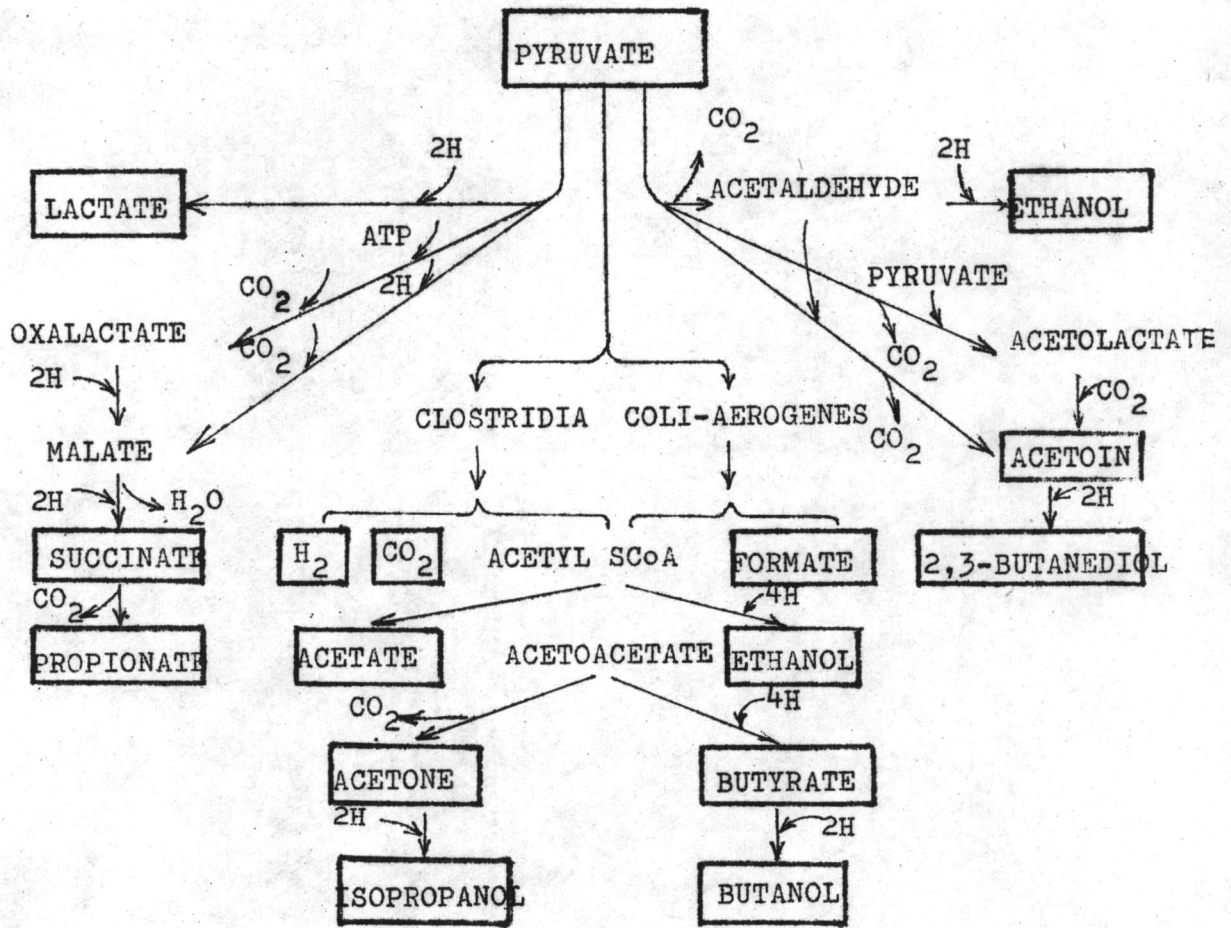 PYRUVATE
CO2
2H
2H
LACTATE
ACETALDEHYDE
ETHANOL
ATP
CO2
2H
PYRUVATE
OXALACTATE
CO2
CO2
ACETOLACTATE
2H
CLOSTRIDIA
COLI-AEROGENES
CO2
CO2
MALATE
ACETOIN
2H
H2O
2H
SUCCINATE
H2
CO2
ACETYL SCoA
FORMATE
2,3-BUTANEDIOL
CO2
4H
PROPIONATE
ACETATE
ACETOACETATE
ETHANOL
CO2
4H
ACETONE
BUTYRATE
2H
2H
ISOPROPANOL
BUTANOL